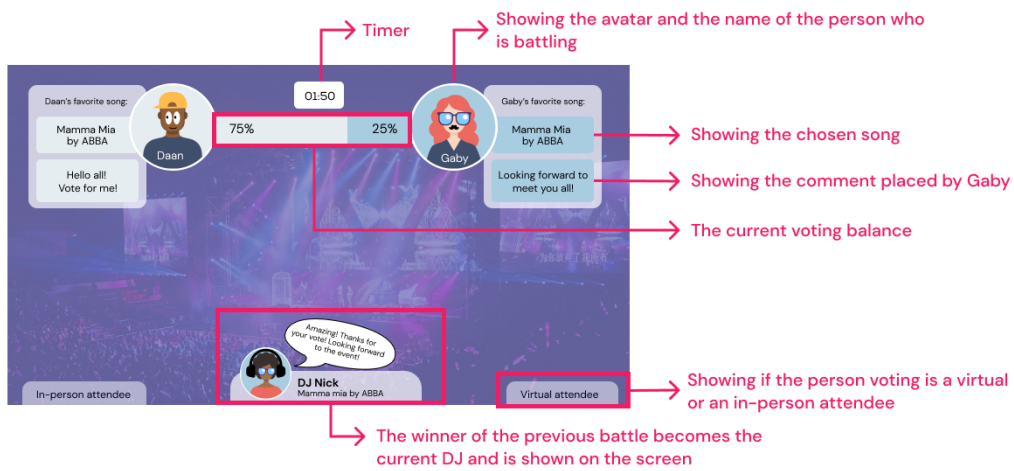 Timer
Showing the avatar and the name of the person who
is battling
Daan's favorite song:
Mamma Mia
by ABBA
Hello all!
Vote for me!
Daan
01:50
75%
25%
Gaby
Gaby's favorite song:
Mamma Mia
by ABBA
Looking forward to
meet you all!
Showing the chosen song
Showing the comment placed by Gaby
The current voting balance
Amazing! Thanks for
your vote! Looking forward
to the event!
DJ Nick
Mamma mia by ABBA
In-person attendee
Virtual attendee
Showing if the person voting is a virtual
or an in-person attendee
The winner of the previous battle becomes the
current DJ and is shown on the screen